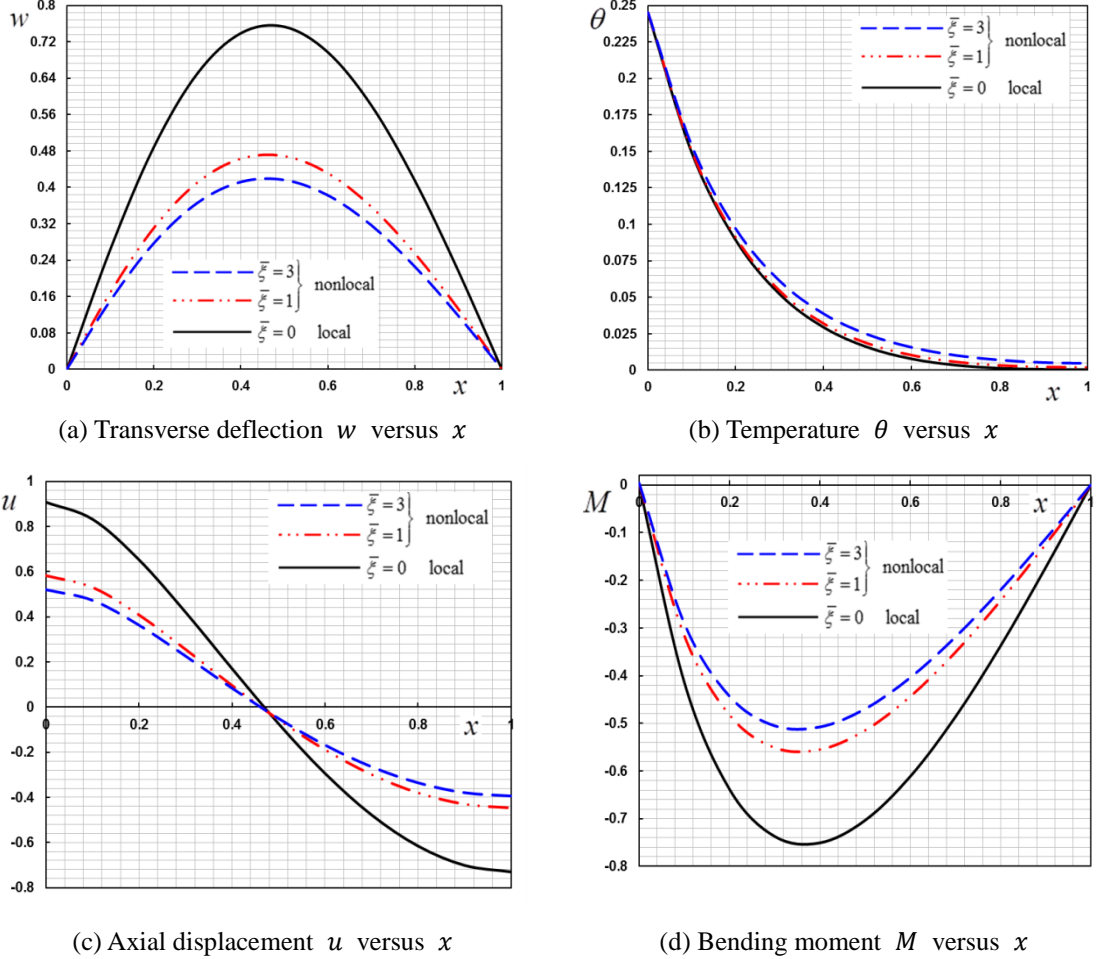 w
0.8
0.72
0.64
0.56
0.48
0.4
0.32
0.24
0.16
0.08
0
0 0.2 0.4 0.6 0.8 1
x
ξ̅ = 3
ξ̅ = 1 nonlocal
ξ̅ = 0 local
(a) Transverse deflection w versus x
θ
0.25
0.225
0.2
0.175
0.15
0.125
0.1
0.075
0.05
0.025
0
0 0.2 0.4 0.6 0.8 1
x
ξ̅ = 3
ξ̅ = 1 nonlocal
ξ̅ = 0 local
(b) Temperature θ versus x
u
1
0.8
0.6
0.4
0.2
0
-0.2
-0.4
-0.6
-0.8
0 0.2 0.4 0.6 0.8 1
x
ξ̅ = 3
ξ̅ = 1 nonlocal
ξ̅ = 0 local
(c) Axial displacement u versus x
M
0
-0.1
-0.2
-0.3
-0.4
-0.5
-0.6
-0.7
-0.8
0 0.2 0.4 0.6 0.8 1
x
ξ̅ = 3
ξ̅ = 1 nonlocal
ξ̅ = 0 local
(d) Bending moment M versus x